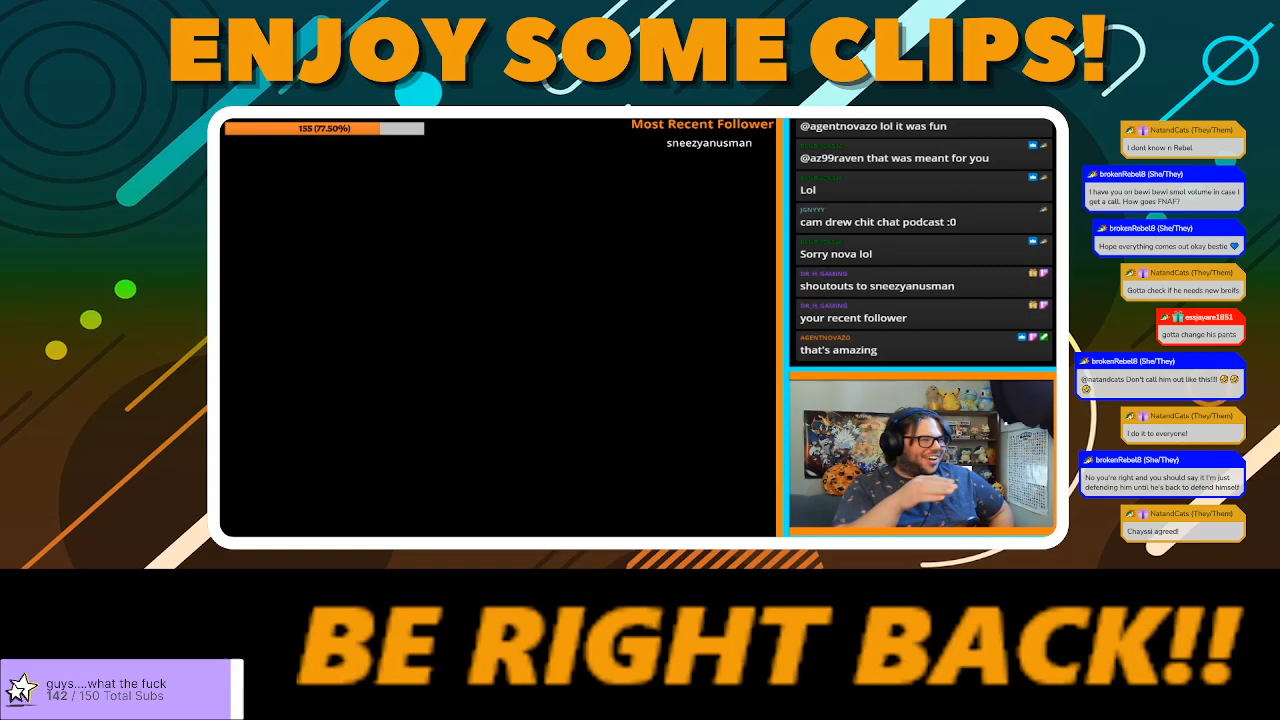 ENJOY SOME CLIPS!
155 (77.50%)
Most Recent Follower
sneezyanusman
@agentnovazo lol it was fun
@az99raven that was meant for you
Lol
JGNYYY
cam drew chit chat podcast :0
Sorry nova lol
DR_H_GAMING
shoutouts to sneezyanusman
DR_H_GAMING
your recent follower
AGENTNOVAZO
that's amazing
NatandCats (They/Them)
I dont know n Rebel
brokenRebel8 (She/They)
I have you on bewi bewi smol volume in case I
get a call. How goes FNAF?
brokenRebel8 (She/They)
Hope everything comes out okay bestie 💙
NatandCats (They/Them)
Gotta check if he needs new breifs
essjayare1851
gotta change his pants
brokenRebel8 (She/They)
@natandcats Don't call him out like this!!! 🤣🤣
🤣
NatandCats (They/Them)
I do it to everyone!
brokenRebel8 (She/They)
No you're right and you should say it I'm just
defending him until he's back to defend himself
NatandCats (They/Them)
Chayssi agreed!
BE RIGHT BACK!!
guys....what the fuck
142 / 150 Total Subs